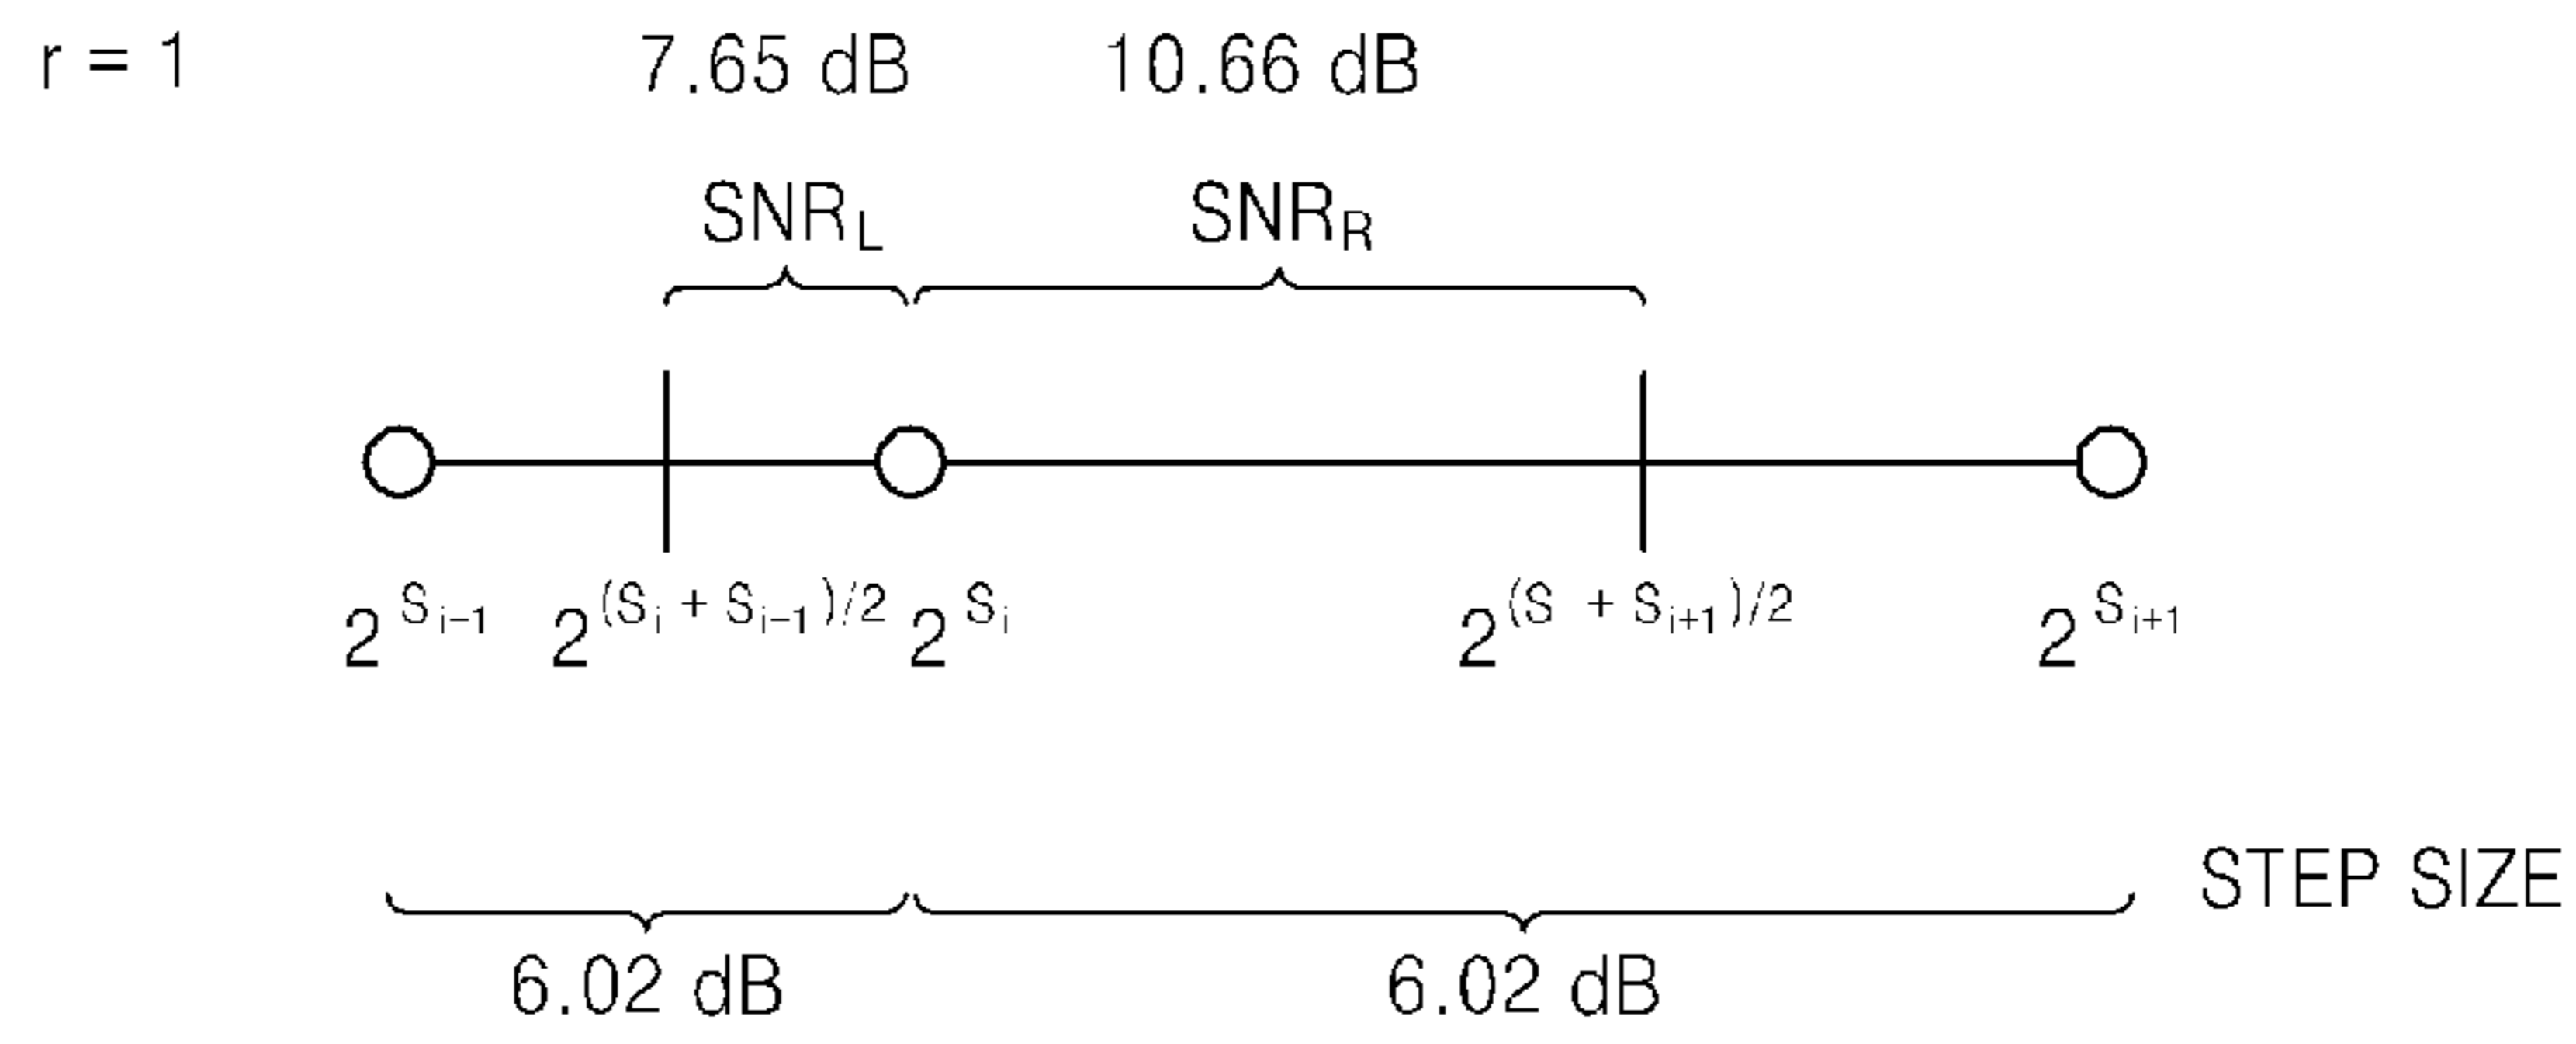 r = 1 7.65 dB 10.66 dB
SNR_L SNR_R
2^{S_{i-1}} 2^{(S_i + S_{i-1})/2} 2^{S_i} 2^{(S + S_{i+1})/2} 2^{S_{i+1}}
STEP SIZE
6.02 dB 6.02 dB